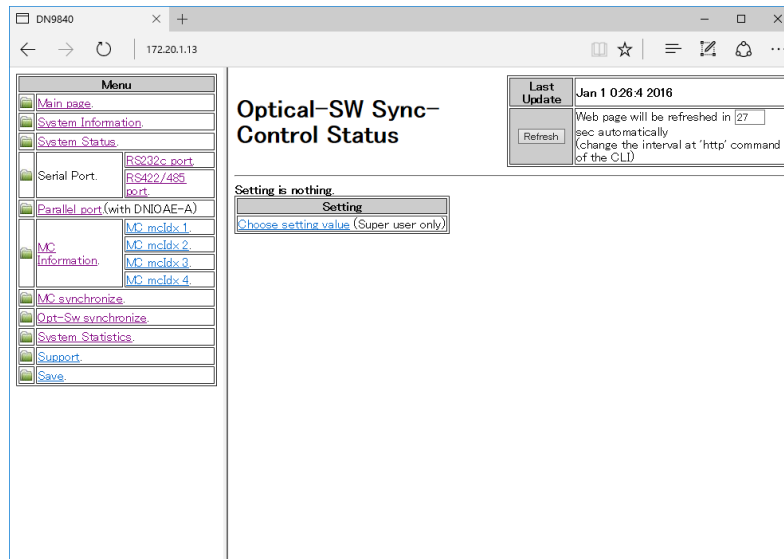 DN9840
172.20.1.13
Menu
Main page.
System Information.
System Status.
Serial Port.
RS232c port
RS422/485
port.
Parallel port.(with DNIOAE-A)
MC
Information.
MC mcIdx 1.
MC mcIdx 2.
MC mcIdx 3.
MC mcIdx 4.
MC synchronize.
Opt-Sw synchronize.
System Statistics.
Support.
Save.
Optical-SW Sync-
Control Status
Last
Update
Jan 1 0:26:4 2016
Refresh
Web page will be refreshed in 27
sec automatically
(change the interval at 'http' command
of the CLI)
Setting is nothing.
Setting
Choose setting value (Super user only)